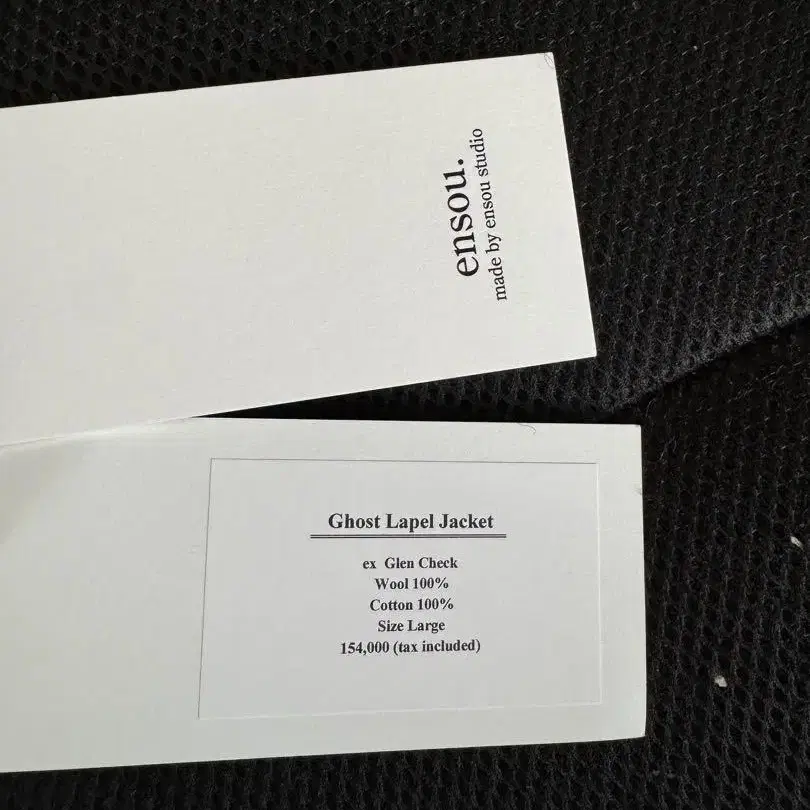 ensou.
made by ensou studio
Ghost Lapel Jacket
ex Glen Check
Wool 100%
Cotton 100%
Size Large
154,000 (tax included)